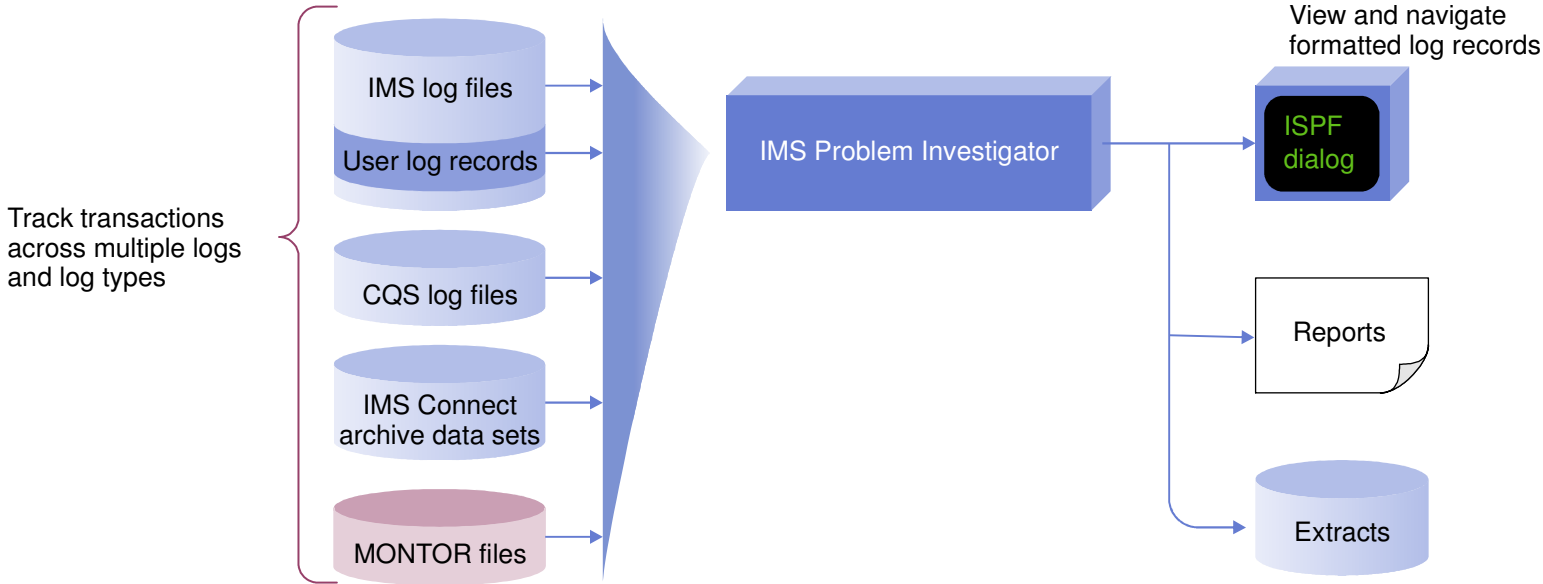 Track transactions
across multiple logs
and log types
IMS log files
User log records
CQS log files
IMS Connect
archive data sets
MONTOR files
IMS Problem Investigator
View and navigate
formatted log records
ISPF
dialog
Reports
Extracts